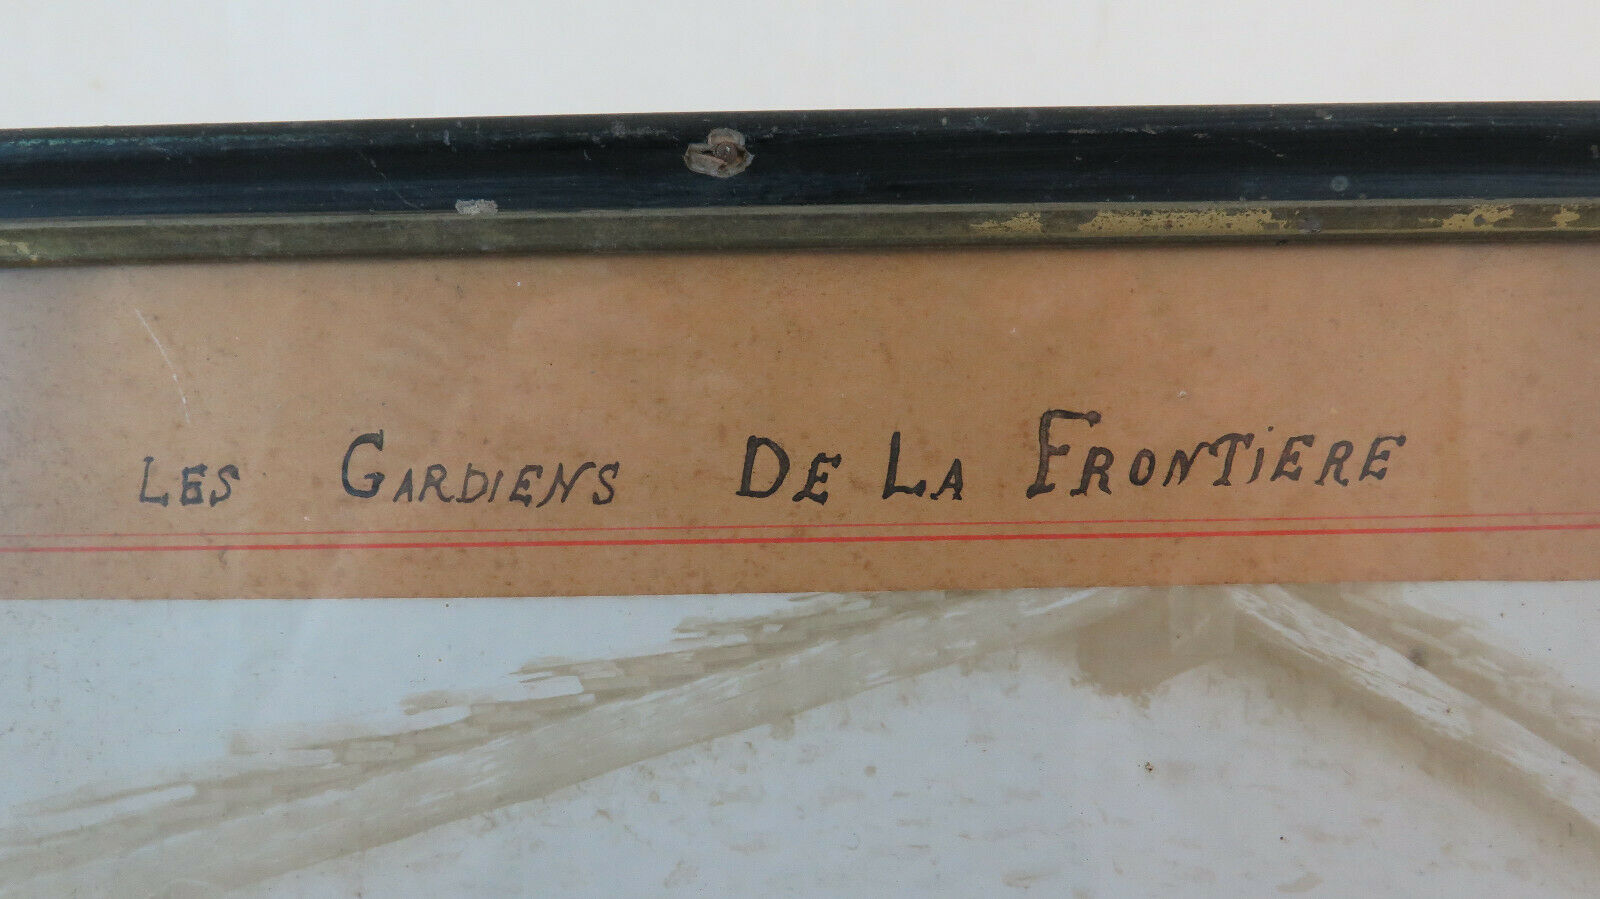 LES GARDIENS DE LA FRONTiERE